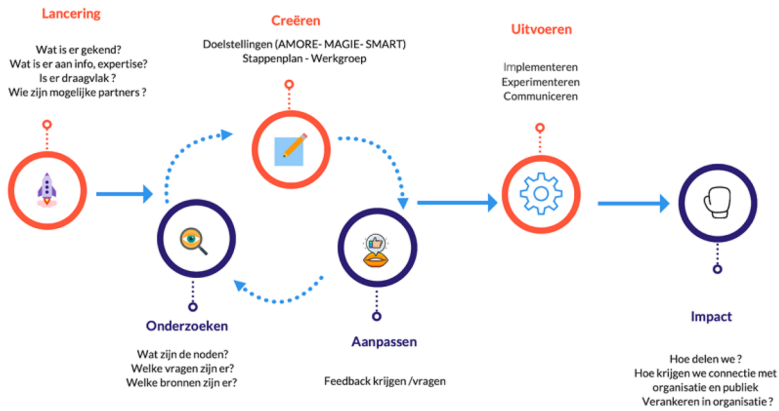 Lancering
Wat is er gekend?
Wat is er aan info, expertise?
Is er draagvlak ?
Wie zijn mogelijke partners ?
Creëren
Doelstellingen (AMORE- MAGIE- SMART)
Stappenplan - Werkgroep
Uitvoeren
Implementeren
Experimenteren
Communiceren
Onderzoeken
Wat zijn de noden?
Welke vragen zijn er?
Welke bronnen zijn er?
Aanpassen
Feedback krijgen /vragen
Impact
Hoe delen we ?
Hoe krijgen we connectie met
organisatie en publiek
Verankeren in organisatie ?